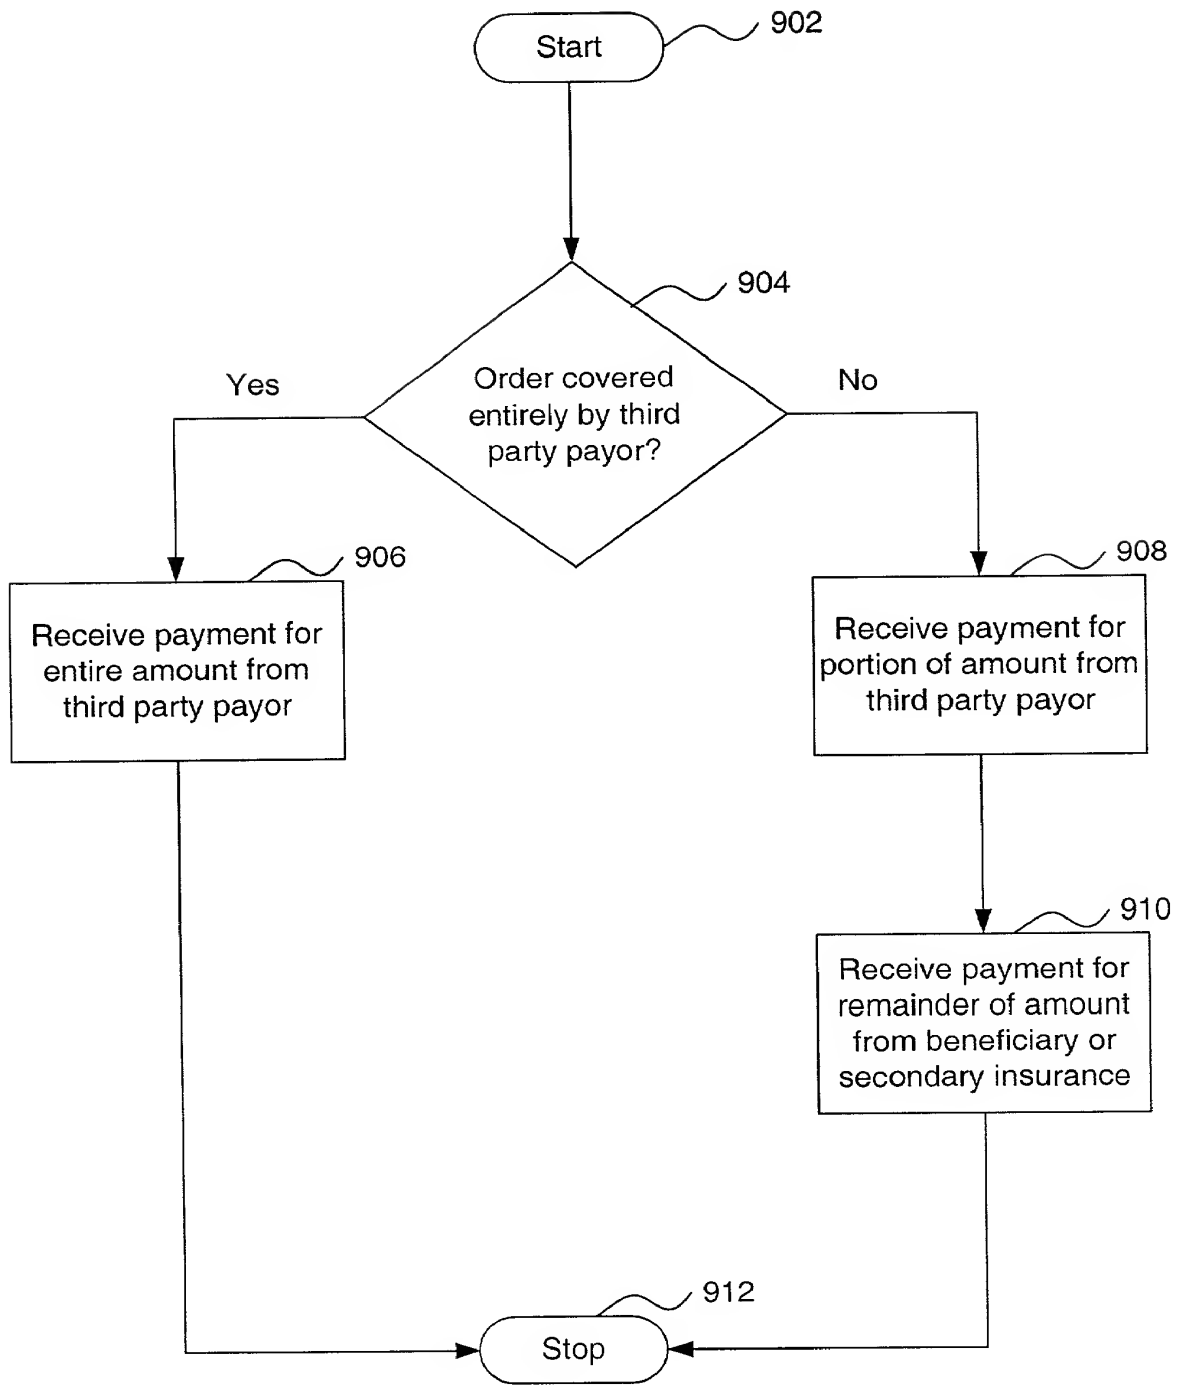 Start
902
904
Order covered
entirely by third
party payor?
Yes
No
906
Receive payment for
entire amount from
third party payor
908
Receive payment for
portion of amount from
third party payor
910
Receive payment for
remainder of amount
from beneficiary or
secondary insurance
912
Stop